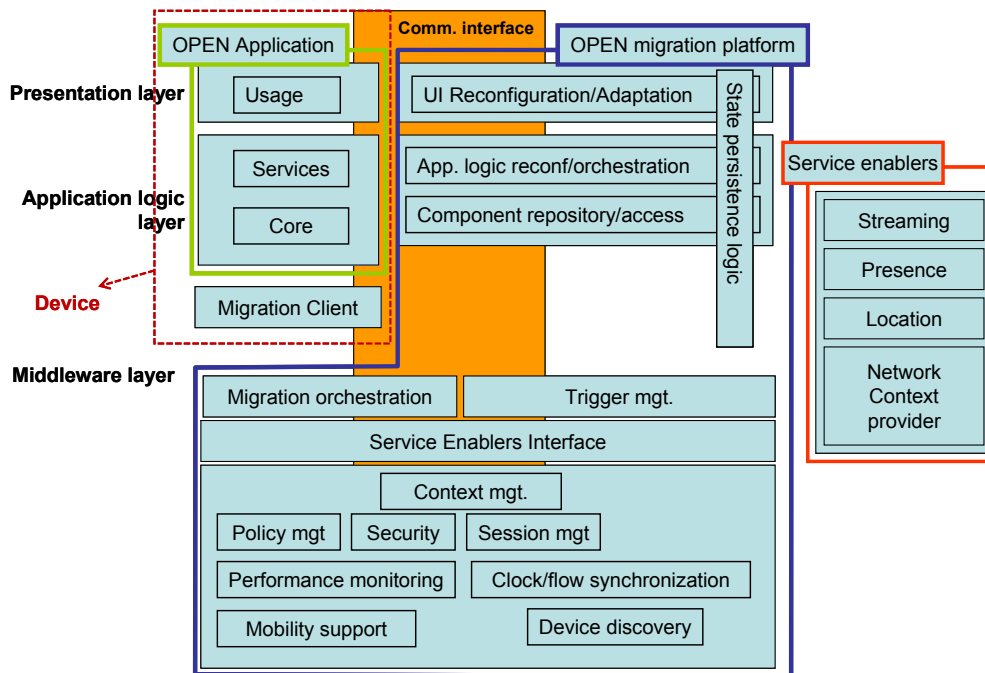 Comm. interface
OPEN Application
OPEN migration platform
Presentation layer
Usage
UI Reconfiguration/Adaptation
State persistence logic
Services
App. logic reconf/orchestration
Service enablers
Application logic
layer
Core
Component repository/access
Streaming
Presence
Device
Migration Client
Location
Middleware layer
Network
Context
provider
Migration orchestration
Trigger mgt.
Service Enablers Interface
Context mgt.
Policy mgt
Security
Session mgt
Performance monitoring
Clock/flow synchronization
Mobility support
Device discovery